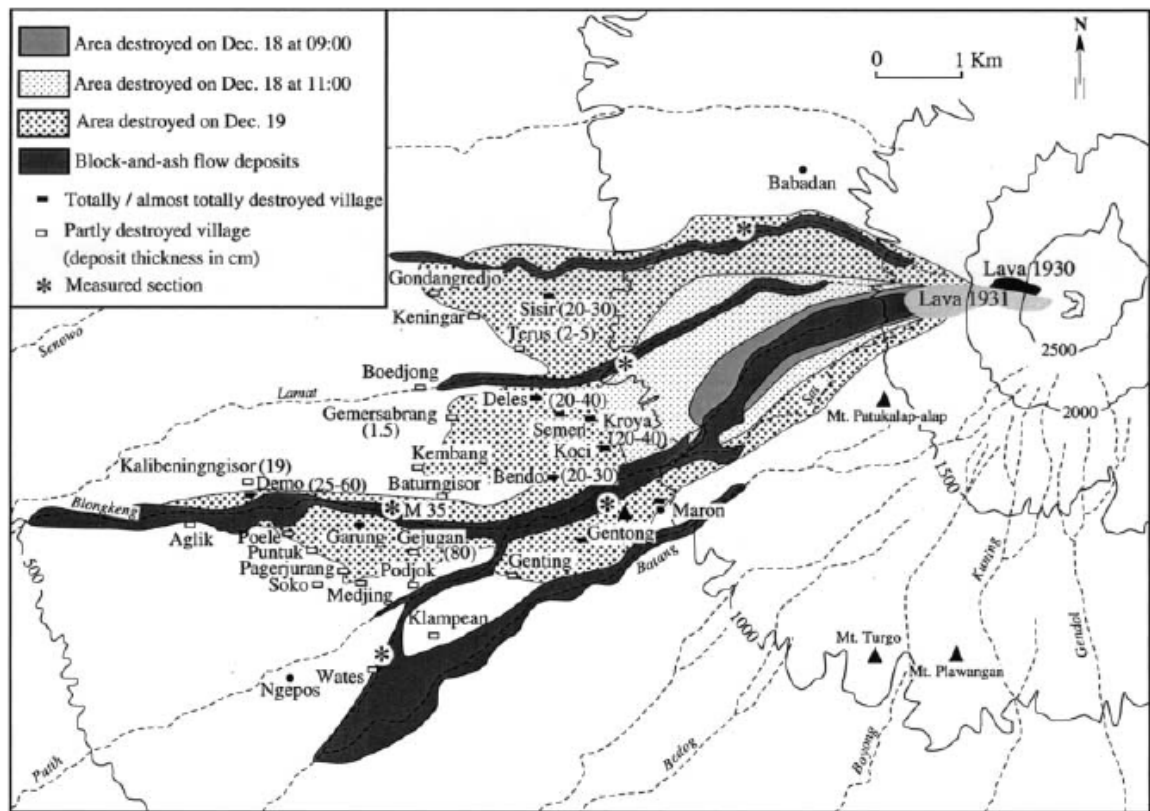 Area destroyed on Dec. 18 at 09:00
Area destroyed on Dec. 18 at 11:00
Area destroyed on Dec. 19
Block-and-ash flow deposits
Totally / almost totally destroyed village
Partly destroyed village
(deposit thickness in cm)
* Measured section
0 1 Km
N
Babadan
Lava 1930
Lava 1931
Gondangredjo
Sisir (20-30)
Keningar
Terus (2-5)
Senowo
2500
Boedjong
Lamat
Deles (20-40)
Sat
Mt. Patukalap-alap
2000
Gemersabrang
(1.5)
Semen
Kroya
(20-40)
Koci
Kembang
Kalibeningngisor (19)
Bendo (20-30)
1500
Demo (25-60)
Baturngisor
Blongkeng
M 35
Maron
Aglik
Poele
Garung
Gejugan
(80)
Gentong
Puntuk
Batang
Kuning
Pagerjurang
Podjok
Genting
500
Soko
Medjing
1000
Klampean
Gendol
Mt. Turgo
Wates
Mt. Plawangan
Ngepos
Putih
Bedog
Boyong